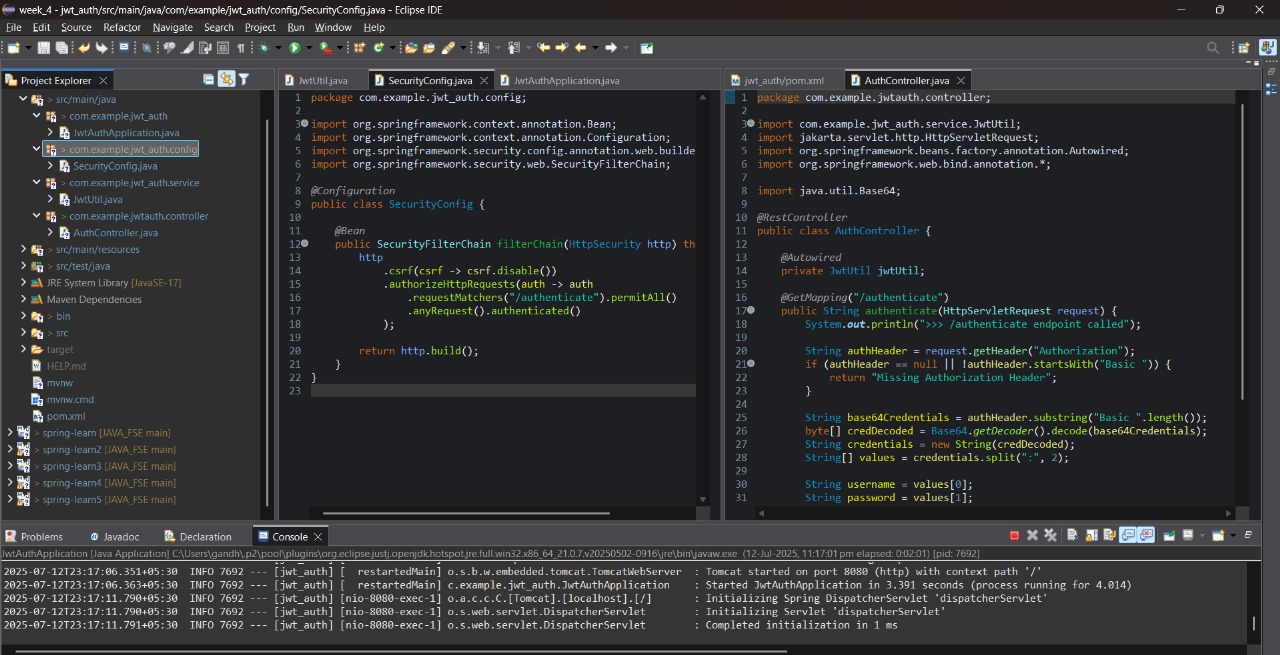 week_4 - jwt_auth/src/main/java/com/example/jwt_auth/config/SecurityConfig.java - Eclipse IDE
File Edit Source Refactor Navigate Search Project Run Window Help
Project Explorer
> src/main/java
> com.example.jwt_auth
JwtAuthApplication.java
> com.example.jwt_auth.config
SecurityConfig.java
> com.example.jwt_auth.service
JwtUtil.java
> com.example.jwtauth.controller
AuthController.java
> src/main/resources
> src/test/java
JRE System Library [JavaSE-17]
Maven Dependencies
> bin
> src
target
HELP.md
mvnw
mvnw.cmd
pom.xml
> spring-learn [JAVA_FSE main]
> spring-learn2 [JAVA_FSE main]
> spring-learn3 [JAVA_FSE main]
> spring-learn4 [JAVA_FSE main]
> spring-learn5 [JAVA_FSE main]
JwtUtil.java SecurityConfig.java JwtAuthApplication.java
1 package com.example.jwt_auth.config;
2
3 import org.springframework.context.annotation.Bean;
4 import org.springframework.context.annotation.Configuration;
5 import org.springframework.security.config.annotation.web.builde
6 import org.springframework.security.web.SecurityFilterChain;
7
8 @Configuration
9 public class SecurityConfig {
10
11 @Bean
12 public SecurityFilterChain filterChain(HttpSecurity http) th
13 http
14 .csrf(csrf -> csrf.disable())
15 .authorizeHttpRequests(auth -> auth
16 .requestMatchers("/authenticate").permitAll()
17 .anyRequest().authenticated()
18 );
19
20 return http.build();
21 }
22 }
23
jwt_auth/pom.xml AuthController.java
1 package com.example.jwtauth.controller;
2
3 import com.example.jwt_auth.service.JwtUtil;
4 import jakarta.servlet.http.HttpServletRequest;
5 import org.springframework.beans.factory.annotation.Autowired;
6 import org.springframework.web.bind.annotation.*;
7
8 import java.util.Base64;
9
10 @RestController
11 public class AuthController {
12
13 @Autowired
14 private JwtUtil jwtUtil;
15
16 @GetMapping("/authenticate")
17 public String authenticate(HttpServletRequest request) {
18 System.out.println(">>> /authenticate endpoint called");
19
20 String authHeader = request.getHeader("Authorization");
21 if (authHeader == null || !authHeader.startsWith("Basic ")) {
22 return "Missing Authorization Header";
23 }
24
25 String base64Credentials = authHeader.substring("Basic ".length());
26 byte[] credDecoded = Base64.getDecoder().decode(base64Credentials);
27 String credentials = new String(credDecoded);
28 String[] values = credentials.split(":", 2);
29
30 String username = values[0];
31 String password = values[1];
Problems Javadoc Declaration Console
JwtAuthApplication [Java Application] C:\Users\gandh\.p2\pool\plugins\org.eclipse.justj.openjdk.hotspot.jre.full.win32.x86_64_21.0.7.v20250502-0916\jre\bin\javaw.exe (12-Jul-2025, 11:17:01 pm elapsed: 0:02:01) [pid: 7692]
2025-07-12T23:17:06.351+05:30 INFO 7692 --- [jwt_auth] [ restartedMain] o.s.b.w.embedded.tomcat.TomcatWebServer : Tomcat started on port 8080 (http) with context path '/'
2025-07-12T23:17:06.363+05:30 INFO 7692 --- [jwt_auth] [ restartedMain] c.example.jwt_auth.JwtAuthApplication : Started JwtAuthApplication in 3.391 seconds (process running for 4.014)
2025-07-12T23:17:11.790+05:30 INFO 7692 --- [jwt_auth] [nio-8080-exec-1] o.a.c.c.C.[Tomcat].[localhost].[/] : Initializing Spring DispatcherServlet 'dispatcherServlet'
2025-07-12T23:17:11.790+05:30 INFO 7692 --- [jwt_auth] [nio-8080-exec-1] o.s.web.servlet.DispatcherServlet : Initializing Servlet 'dispatcherServlet'
2025-07-12T23:17:11.791+05:30 INFO 7692 --- [jwt_auth] [nio-8080-exec-1] o.s.web.servlet.DispatcherServlet : Completed initialization in 1 ms